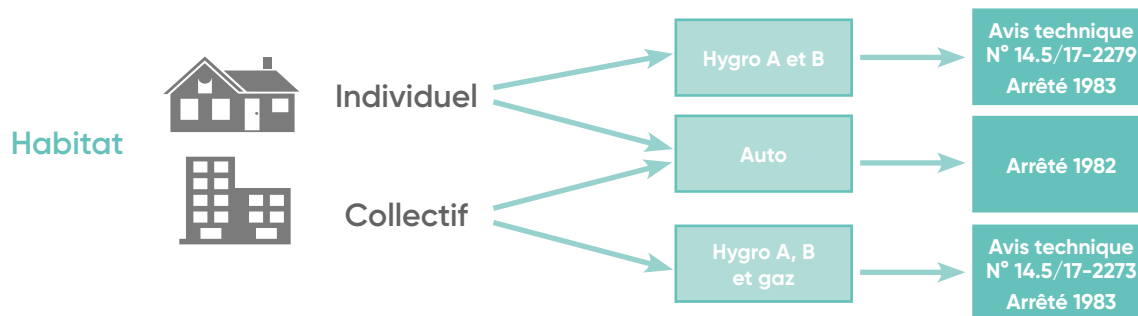 Habitat
Individuel
Collectif
Hygro A et B
Auto
Hygro A, B
et gaz
Avis technique
N° 14.5/17-2279
Arrêté 1983
Arrêté 1982
Avis technique
N° 14.5/17-2273
Arrêté 1983